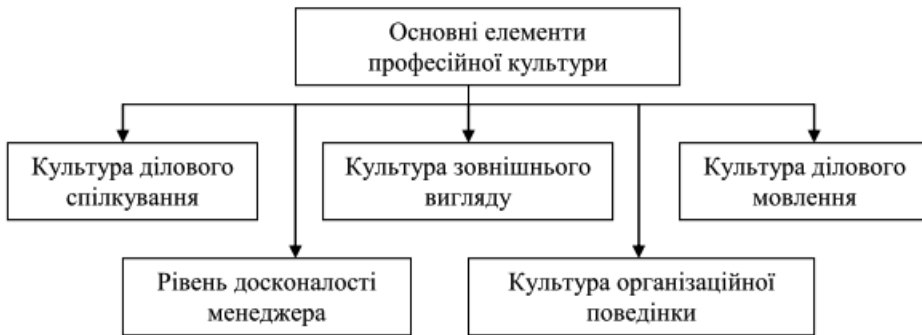 Основні елементи
професійної культури
Культура ділового
спілкування
Культура зовнішнього
вигляду
Культура ділового
мовлення
Рівень досконалості
менеджера
Культура організаційної
поведінки